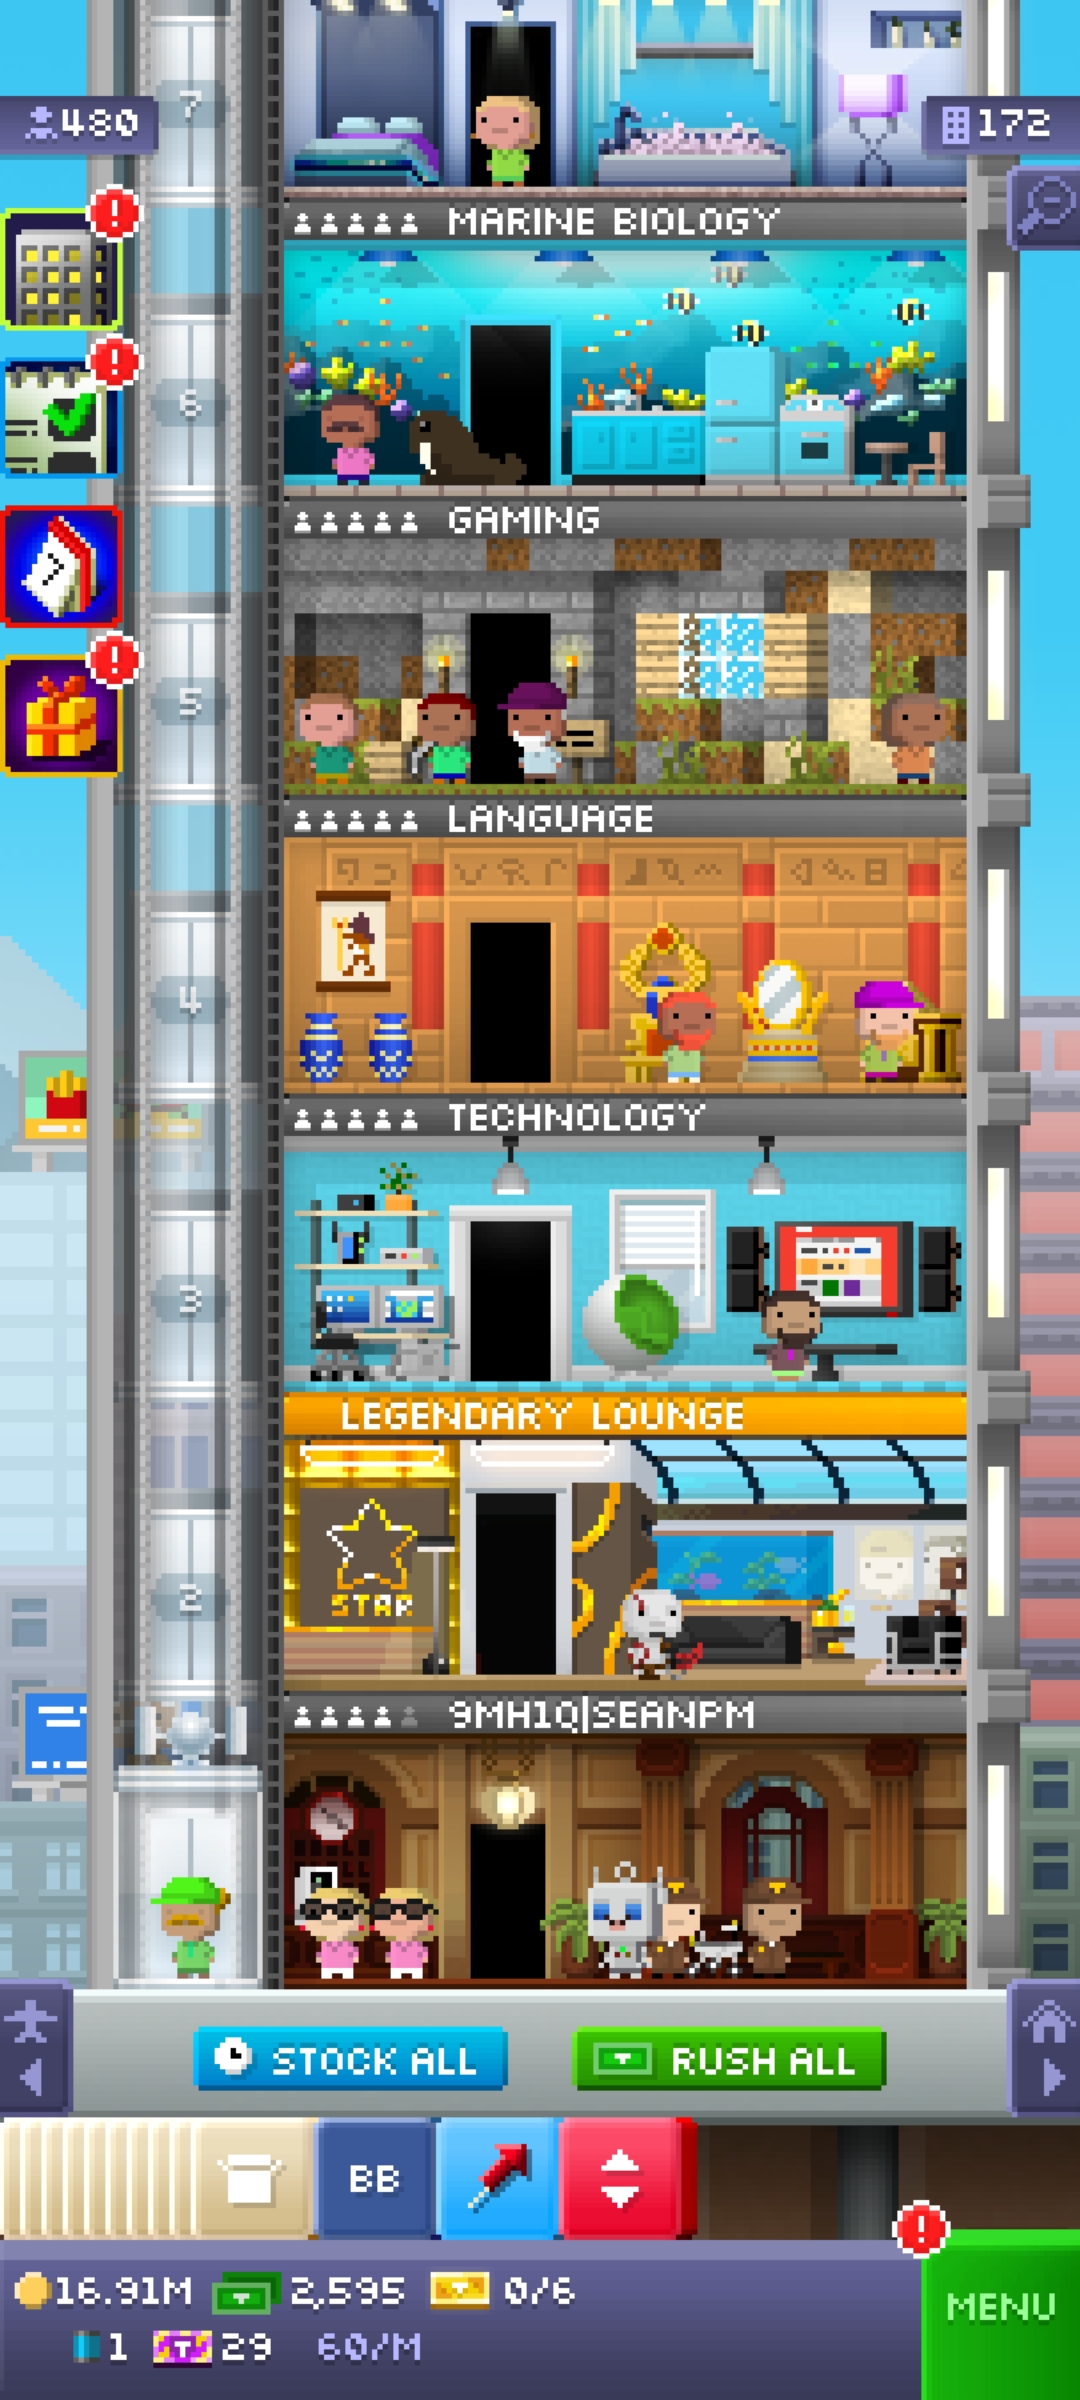 7
480
172
MARINE BIOLOGY
6
GAMING
5
LANGUAGE
4
TECHNOLOGY
3
LEGENDARY LOUNGE
STAR
2
9MH1Q|SEANPM
STOCK ALL
RUSH ALL
BB
16.91M
2,595
0/6
MENU
1
29
60/M